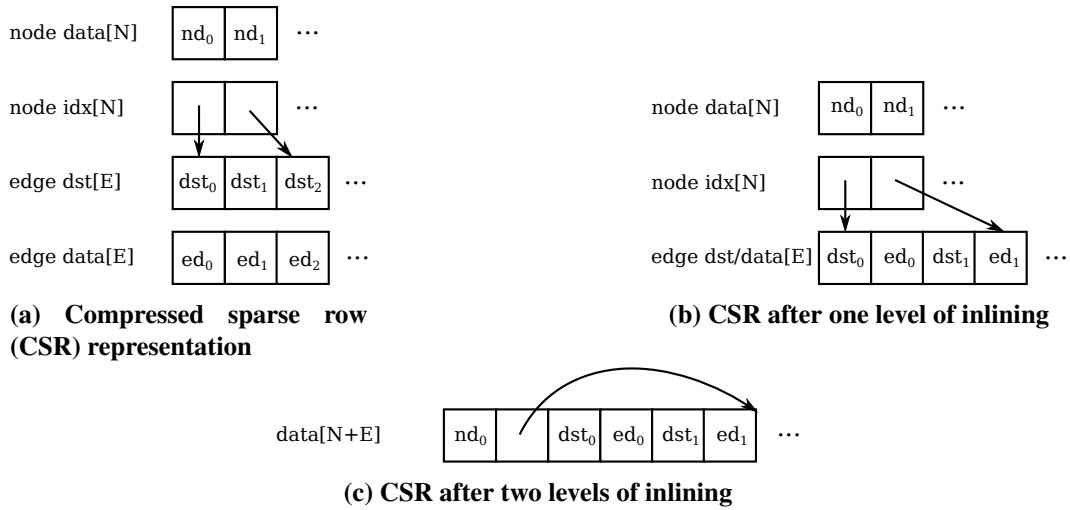 node data[N] nd₀ nd₁ ...
node idx[N] ...
edge dst[E] dst₀ dst₁ dst₂ ...
edge data[E] ed₀ ed₁ ed₂ ...
(a) Compressed sparse row
(CSR) representation
node data[N] nd₀ nd₁ ...
node idx[N] ...
edge dst/data[E] dst₀ ed₀ dst₁ ed₁ ...
(b) CSR after one level of inlining
data[N+E] nd₀ dst₀ ed₀ dst₁ ed₁ ...
(c) CSR after two levels of inlining